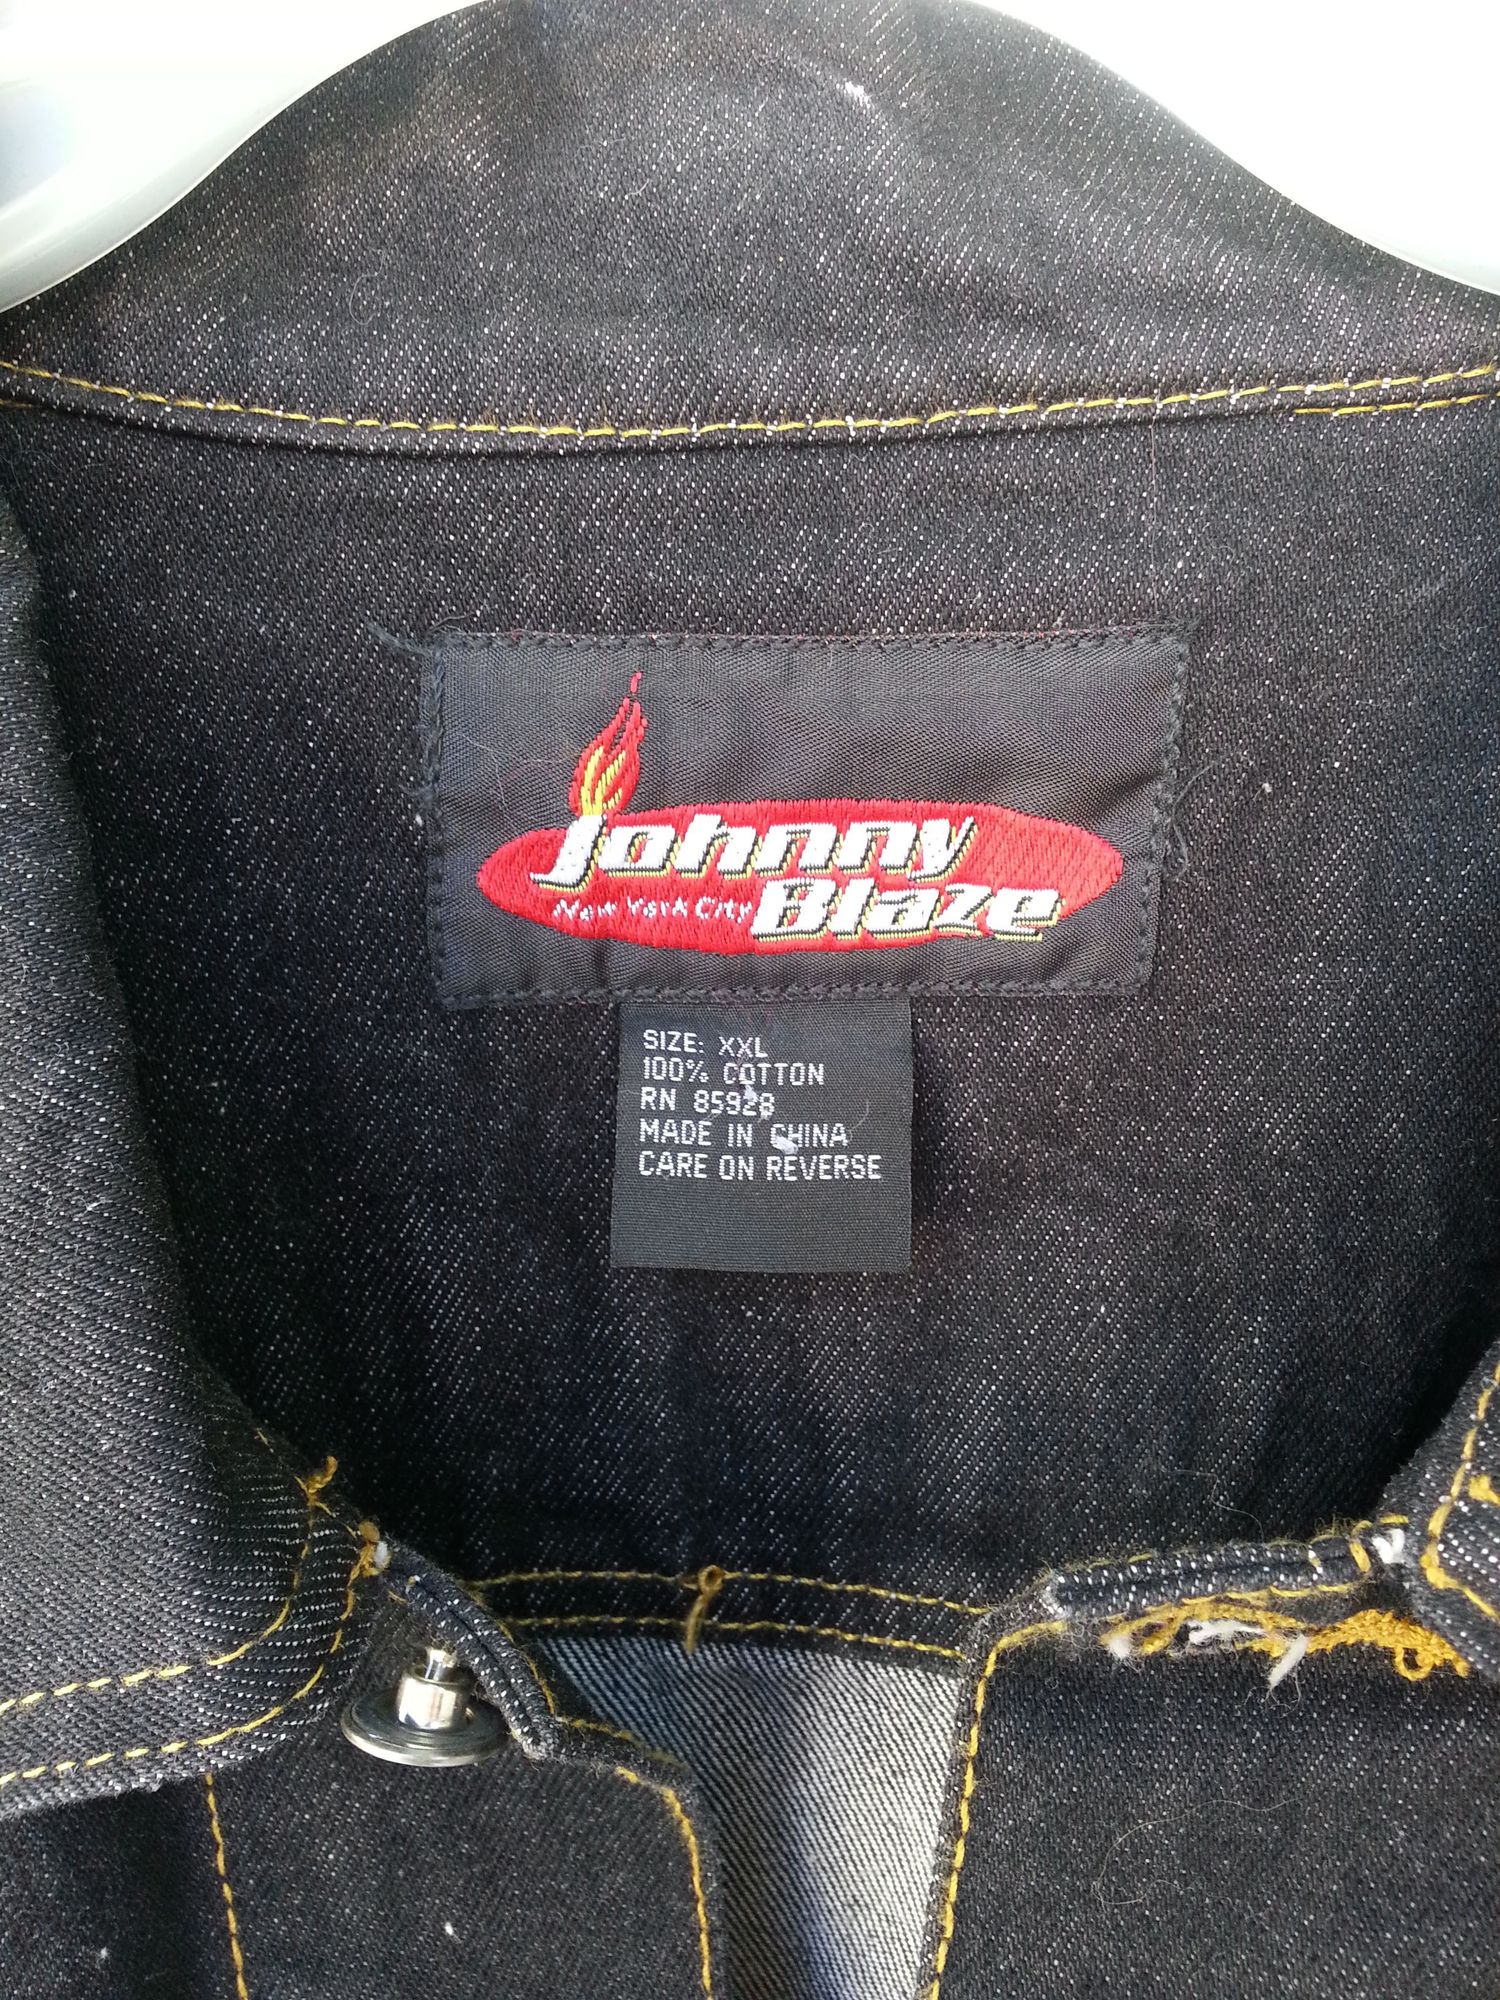 Johnny
New York City Blaze
SIZE: XXL
100% COTTON
RN 85928
MADE IN CHINA
CARE ON REVERSE